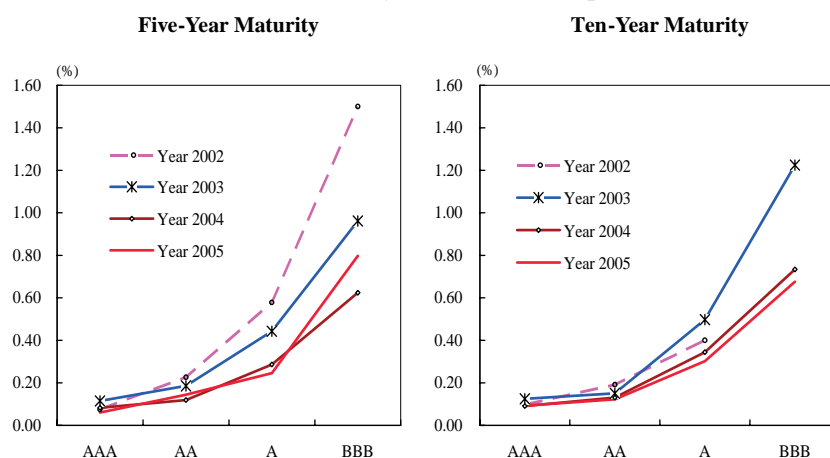 Five-Year Maturity
(%)
1.60
1.40
1.20
1.00
0.80
0.60
0.40
0.20
0.00
Year 2002
Year 2003
Year 2004
Year 2005
AAA AA A BBB
Ten-Year Maturity
(%)
1.60
1.40
1.20
1.00
0.80
0.60
0.40
0.20
0.00
Year 2002
Year 2003
Year 2004
Year 2005
AAA AA A BBB